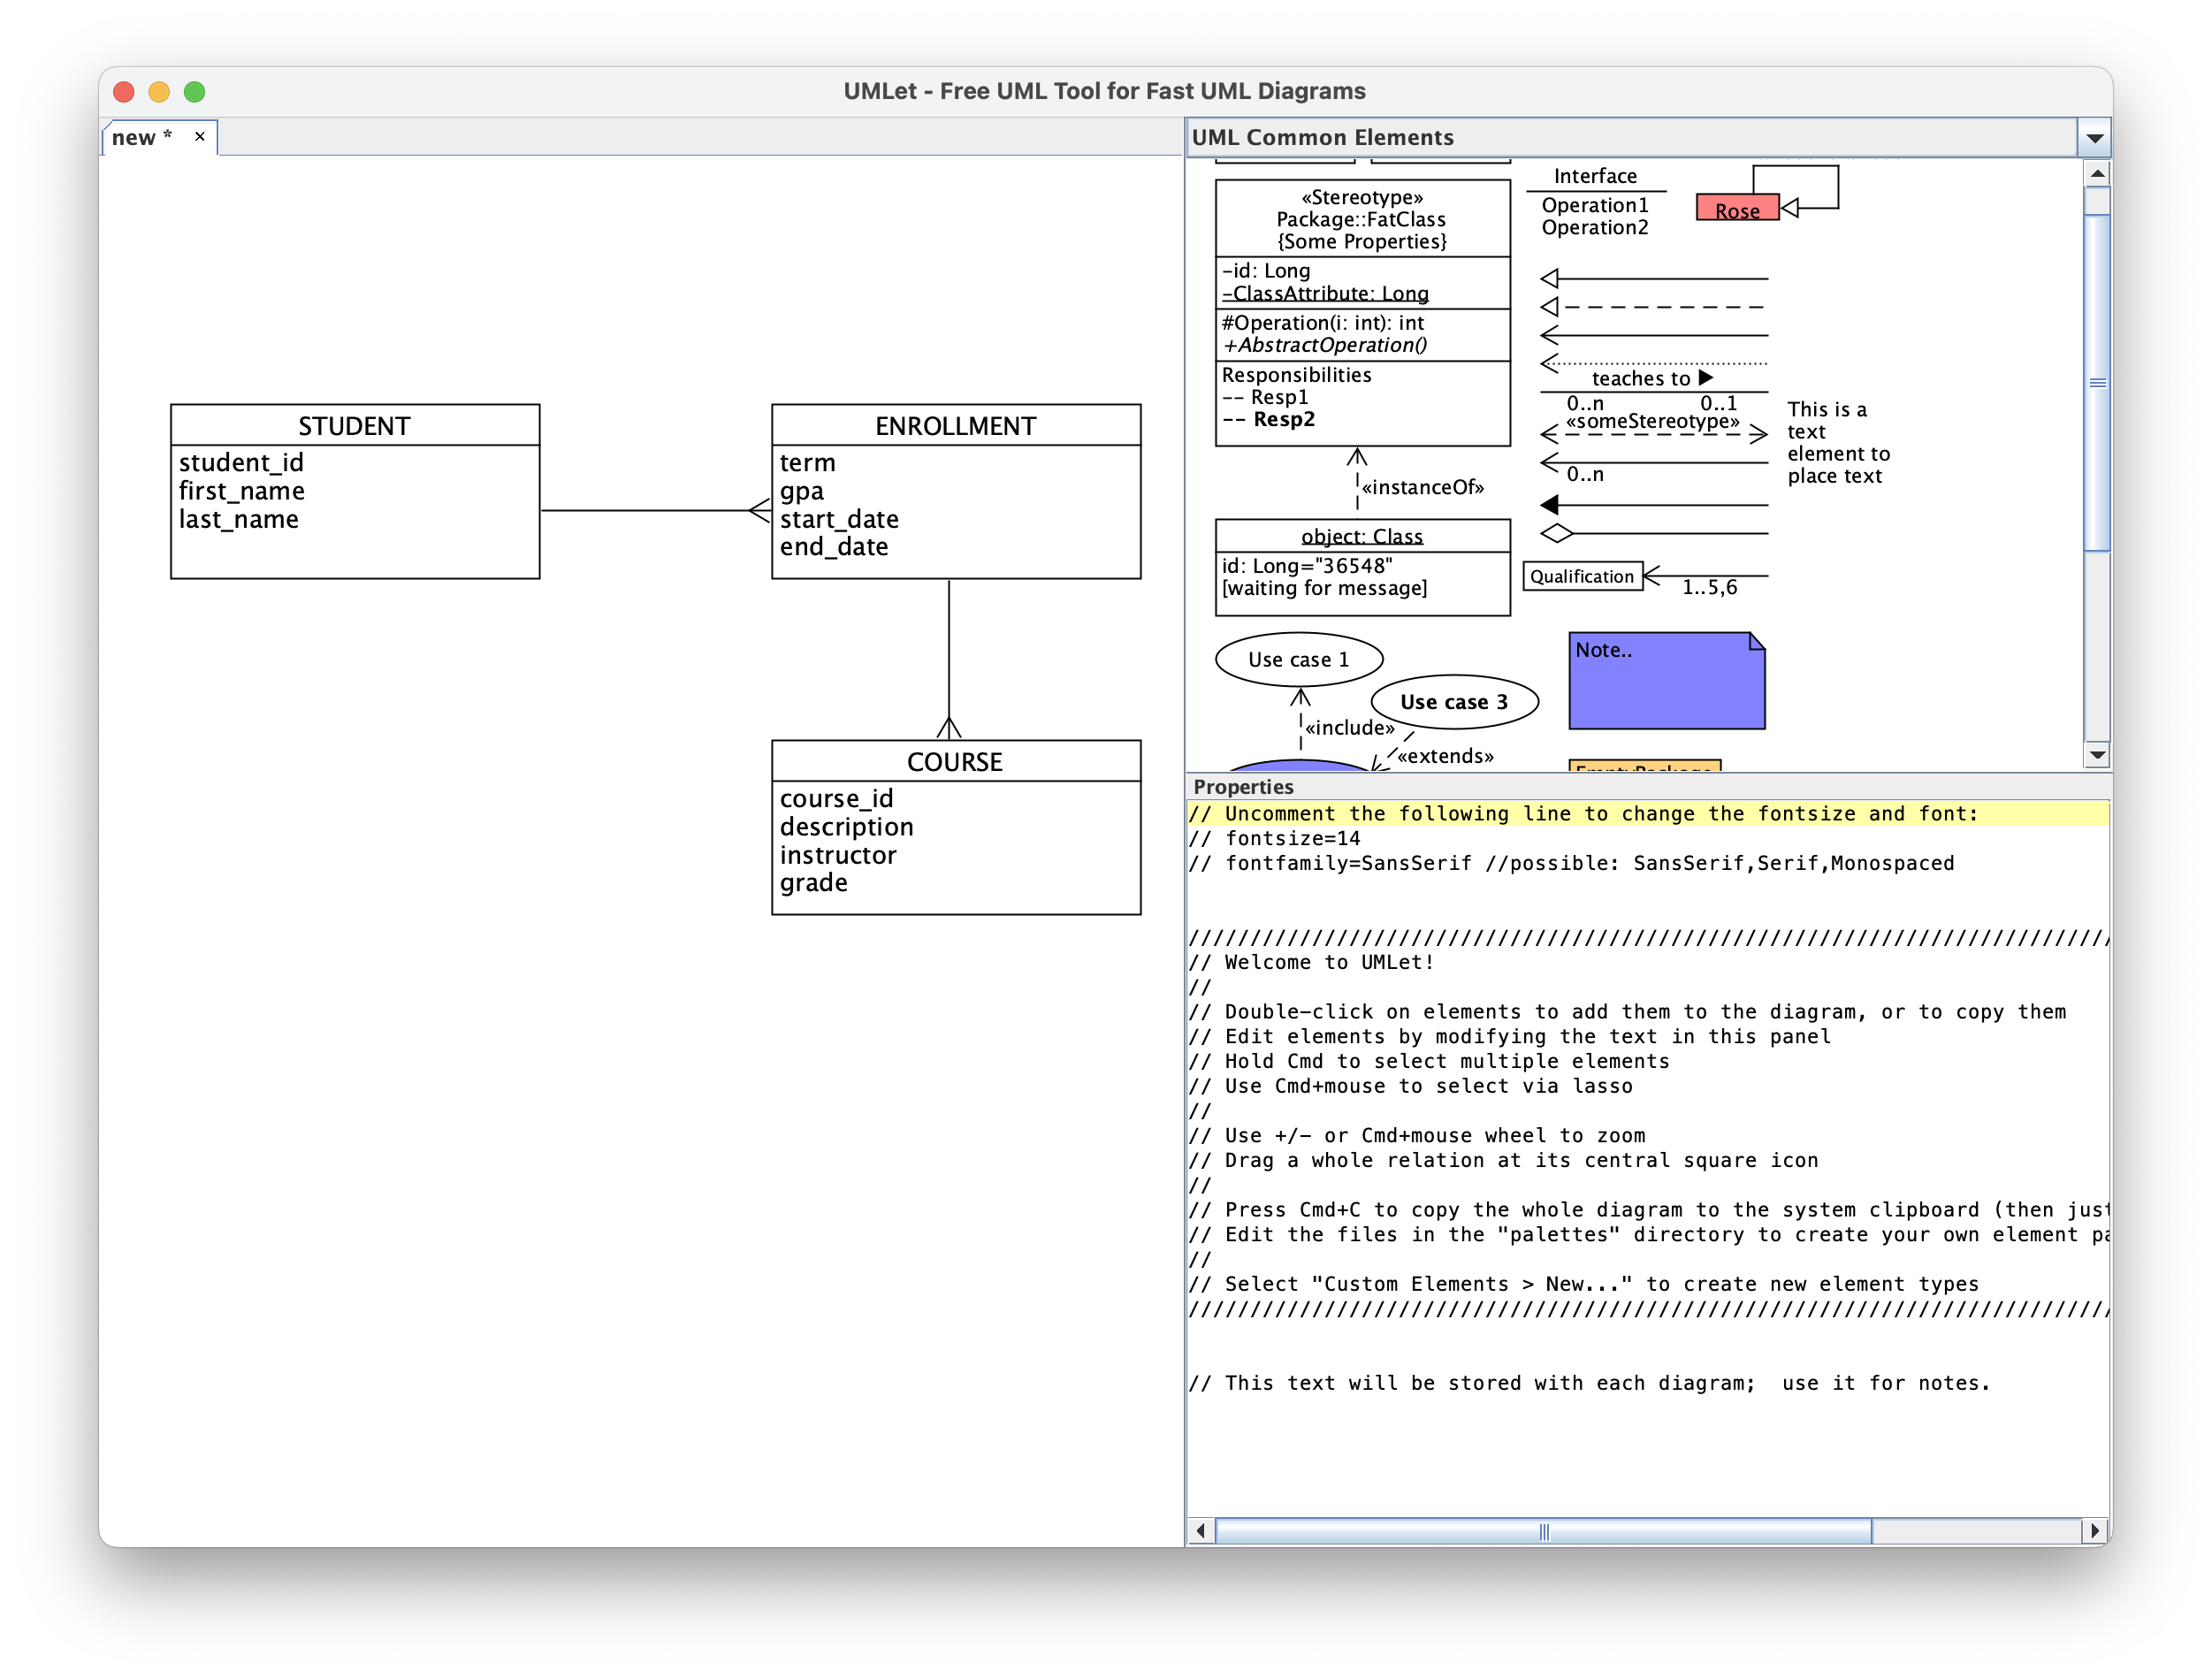 UMLet - Free UML Tool for Fast UML Diagrams
new *
STUDENT
student_id
first_name
last_name
ENROLLMENT
term
gpa
start_date
end_date
COURSE
course_id
description
instructor
grade
UML Common Elements
«Stereotype»
Package::FatClass
{Some Properties}
-id: Long
-ClassAttribute: Long
#Operation(i: int): int
+AbstractOperation()
Responsibilities
-- Resp1
-- Resp2
«instanceOf»
object: Class
id: Long="36548"
[waiting for message]
Use case 1
Use case 3
«include»
«extends»
Interface
Operation1
Operation2
Rose
teaches to ▶
0..n 0..1
«someStereotype»
0..n
This is a
text
element to
place text
Qualification
1..5,6
Note..
EmptyPackage
Properties
// Uncomment the following line to change the fontsize and font:
// fontsize=14
// fontfamily=SansSerif //possible: SansSerif,Serif,Monospaced
//////////////////////////////////////////////////////////////////////////
// Welcome to UMLet!
//
// Double-click on elements to add them to the diagram, or to copy them
// Edit elements by modifying the text in this panel
// Hold Cmd to select multiple elements
// Use Cmd+mouse to select via lasso
//
// Use +/- or Cmd+mouse wheel to zoom
// Drag a whole relation at its central square icon
//
// Press Cmd+C to copy the whole diagram to the system clipboard (then just
// Edit the files in the "palettes" directory to create your own element pa
//
// Select "Custom Elements > New..." to create new element types
//////////////////////////////////////////////////////////////////////////
// This text will be stored with each diagram;  use it for notes.